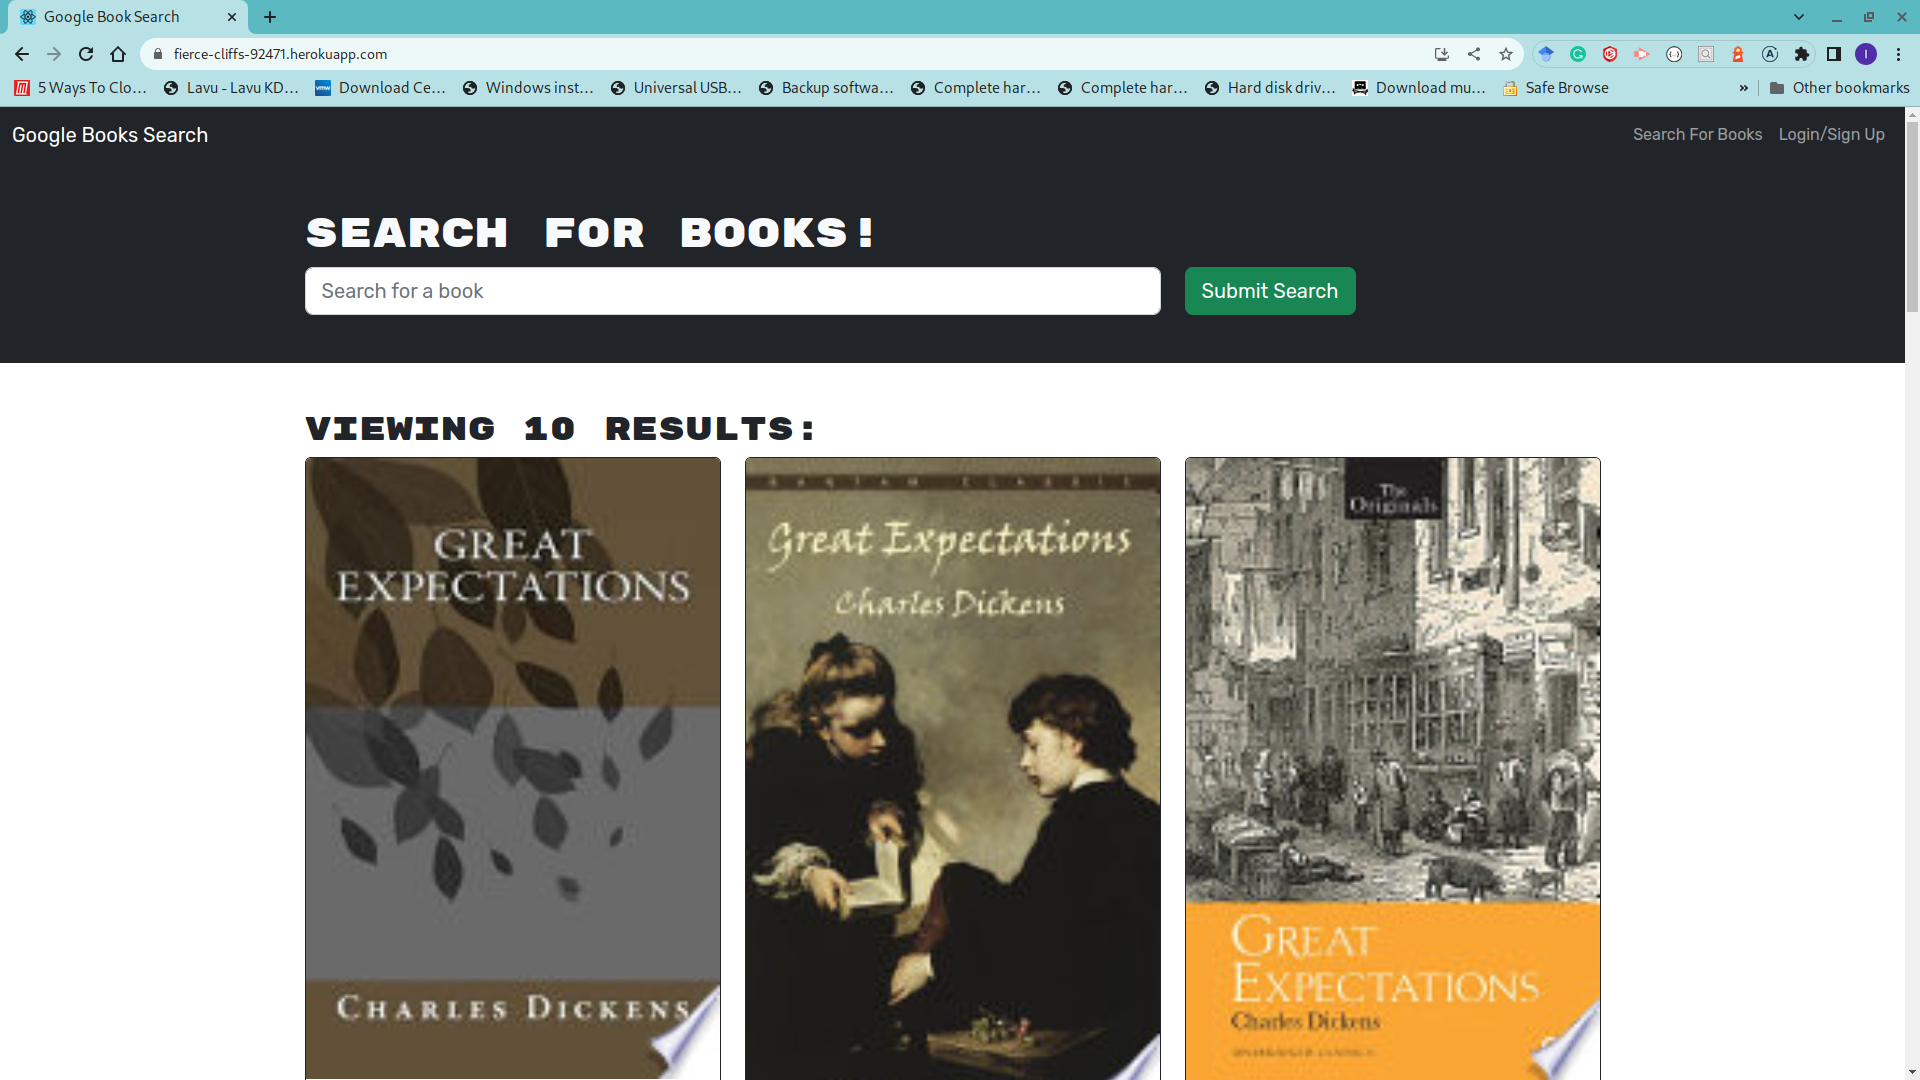 Google Book Search
fierce-cliffs-92471.herokuapp.com
5 Ways To Clo...
Lavu - Lavu KD...
Download Ce...
Windows inst...
Universal USB...
Backup softwa...
Complete har...
Complete har...
Hard disk driv...
Download mu...
Safe Browse
»
Other bookmarks
Google Books Search
Search For Books
Login/Sign Up
SEARCH FOR BOOKS!
Search for a book
Submit Search
VIEWING 10 RESULTS:
GREAT
EXPECTATIONS
CHARLES DICKENS
BANTAM CLASSIC
Great Expectations
Charles Dickens
The
Originals
GREAT
EXPECTATIONS
Charles Dickens